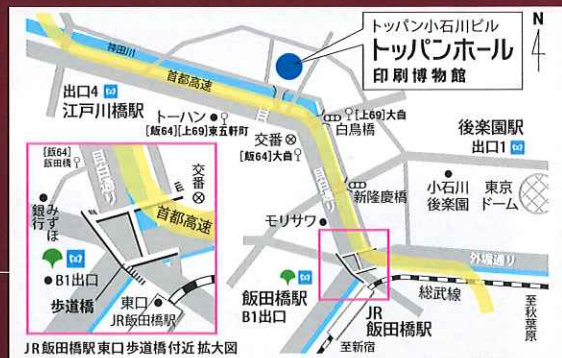 トッパン小石川ビル
トッパンホール
印刷博物館
N
神田川
首都高速
出口4
江戸川橋駅
トーハン
[飯64][上69]東五軒町
目白通り
[上69]大曲
白鳥橋
交番
[飯64]大曲
後楽園駅
出口1
新隆慶橋
小石川
後楽園
東京
ドーム
モリサワ
目白通り
外堀通り
飯田橋駅
B1出口
JR
飯田橋駅
総武線
至秋葉原
至新宿
[飯64]
飯田橋
目白通り
交番
首都高速
みずほ
銀行
B1出口
歩道橋
東口
JR飯田橋駅
JR飯田橋駅東口歩道橋付近 拡大図